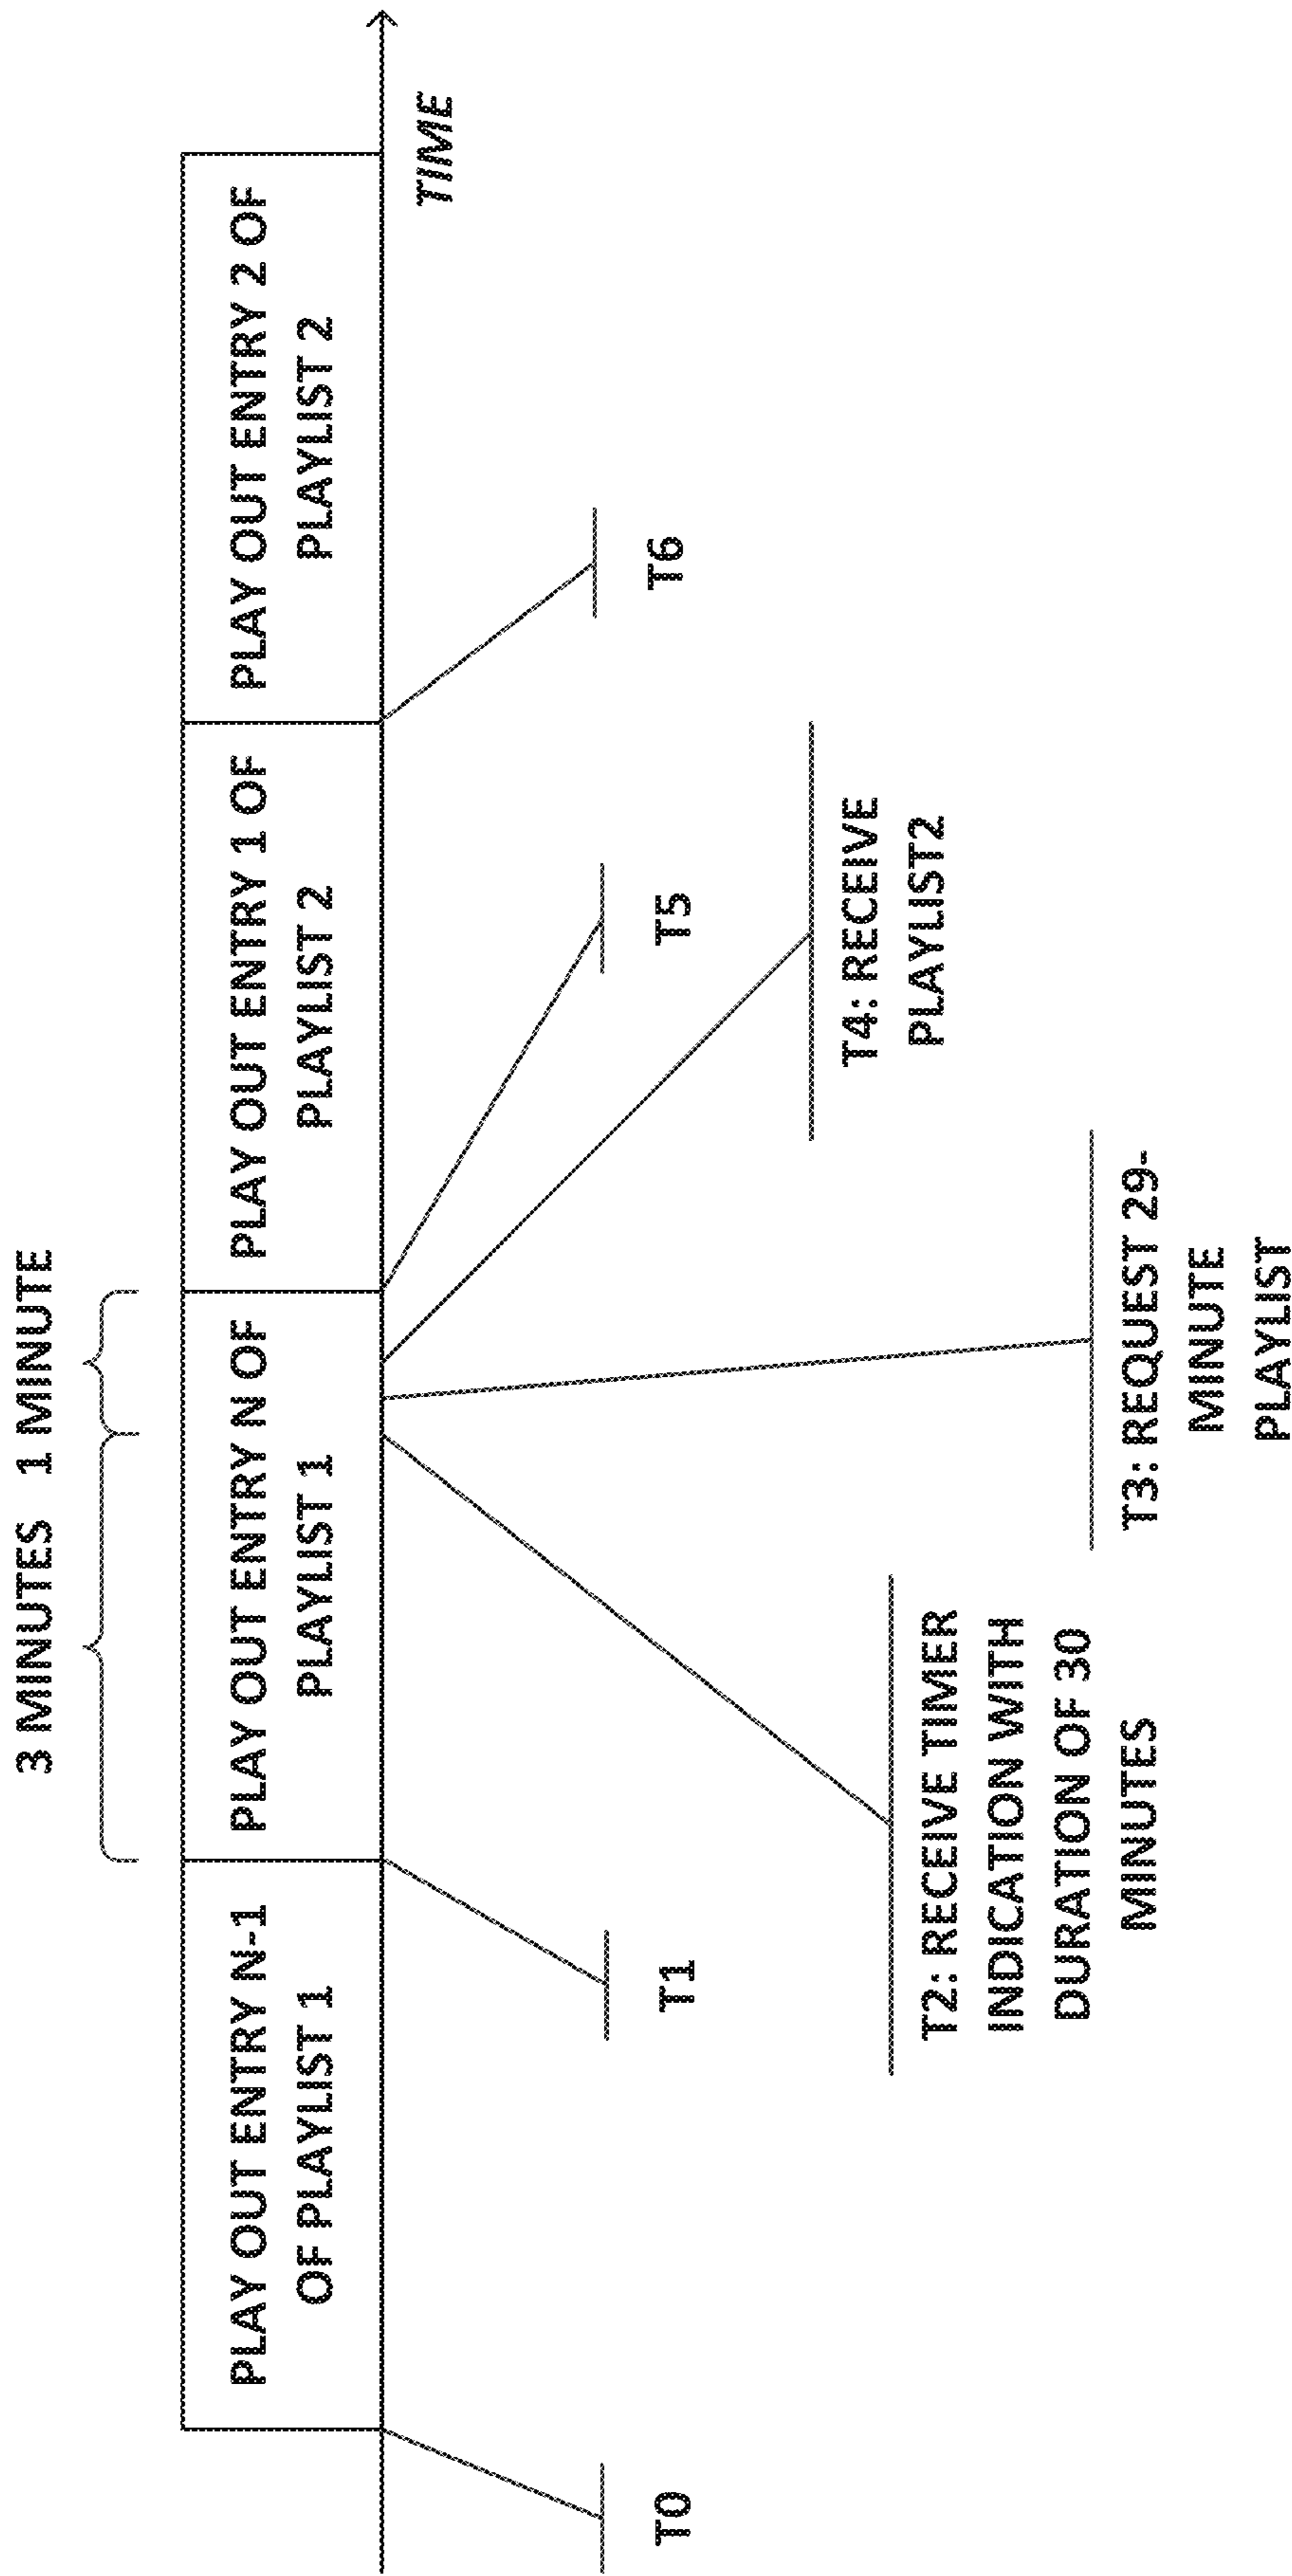 3 MINUTES
1 MINUTE
PLAY OUT ENTRY N-1
OF PLAYLIST 1
PLAY OUT ENTRY N OF
PLAYLIST 1
PLAY OUT ENTRY 1 OF
PLAYLIST 2
PLAY OUT ENTRY 2 OF
PLAYLIST 2
TIME
T0
T1
T2: RECEIVE TIMER
INDICATION WITH
DURATION OF 30
MINUTES
T3: REQUEST 29-
MINUTE
PLAYLIST
T4: RECEIVE
PLAYLIST2
T5
T6